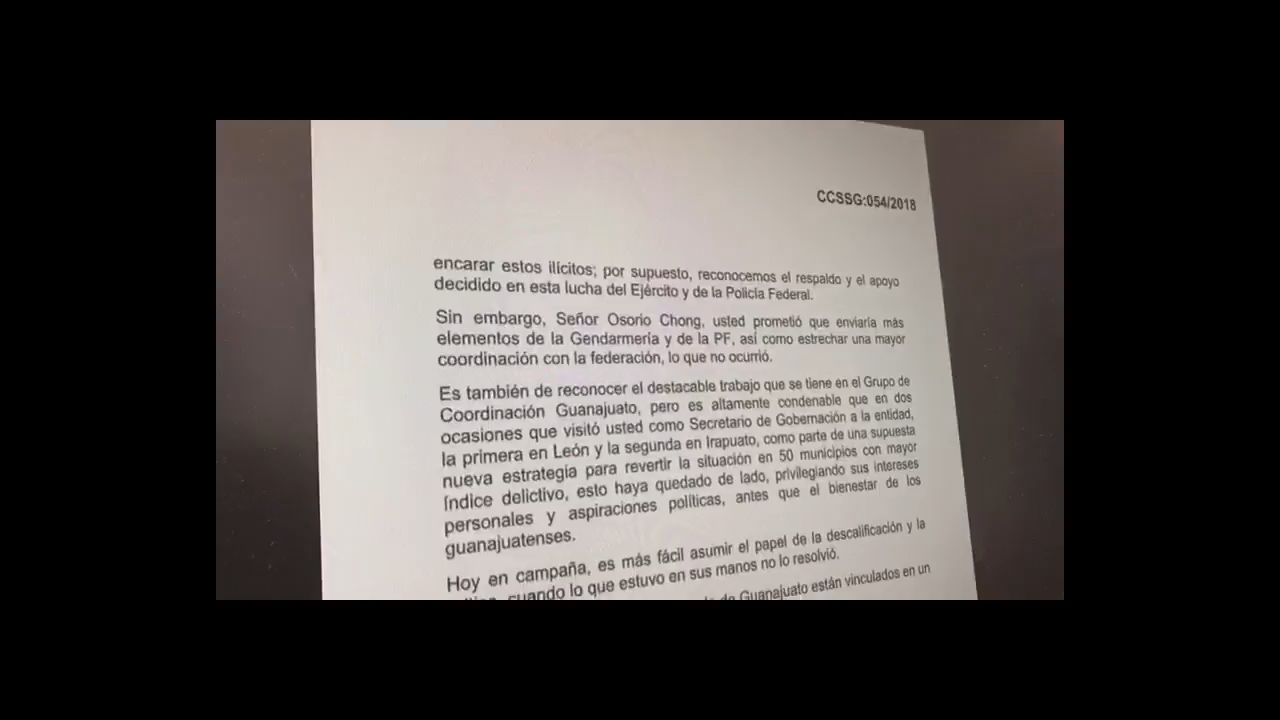 CCSSG:054/2018
encarar estos ilícitos; por supuesto, reconocemos el respaldo y el apoyo
decidido en esta lucha del Ejército y de la Policía Federal.
Sin embargo, Señor Osorio Chong, usted prometió que enviaría más
elementos de la Gendarmería y de la PF, así como estrechar una mayor
coordinación con la federación, lo que no ocurrió.
Es también de reconocer el destacable trabajo que se tiene en el Grupo de
Coordinación Guanajuato, pero es altamente condenable que en dos
ocasiones que visitó usted como Secretario de Gobernación a la entidad,
la primera en León y la segunda en Irapuato, como parte de una supuesta
nueva estrategia para revertir la situación en 50 municipios con mayor
índice delictivo, esto haya quedado de lado, privilegiando sus intereses
personales y aspiraciones políticas, antes que el bienestar de los
guanajuatenses.
Hoy en campaña, es más fácil asumir el papel de la descalificación y la
cuando lo que estuvo en sus manos no lo resolvió.
de Guanajuato están vinculados en un